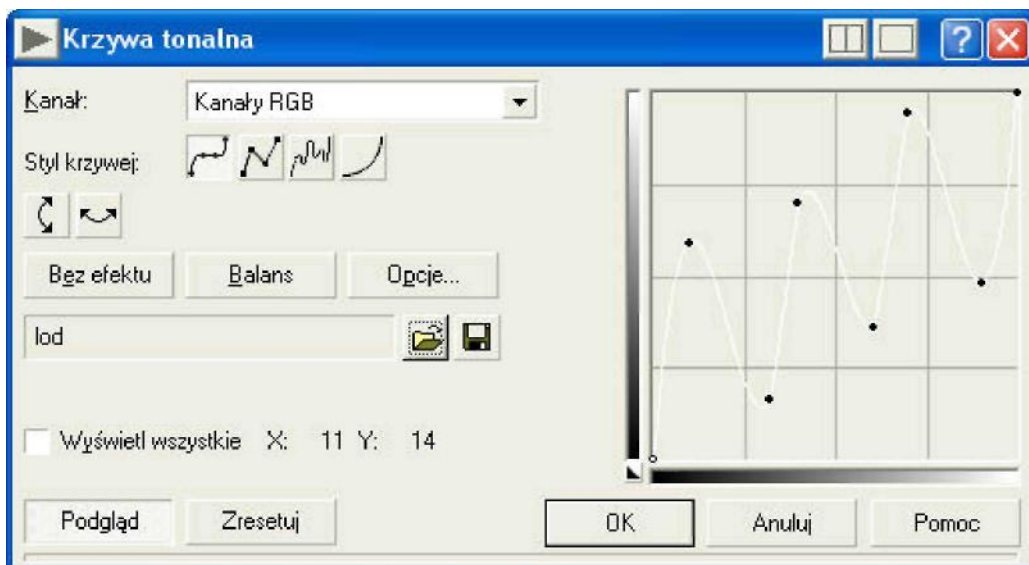 Krzywa tonalna
Kanał: Kanały RGB
Styl krzywej:
Bez efektu Balans Opcje...
lod
Wyświetl wszystkie X: 11 Y: 14
Podgląd Zresetuj OK Anuluj Pomoc